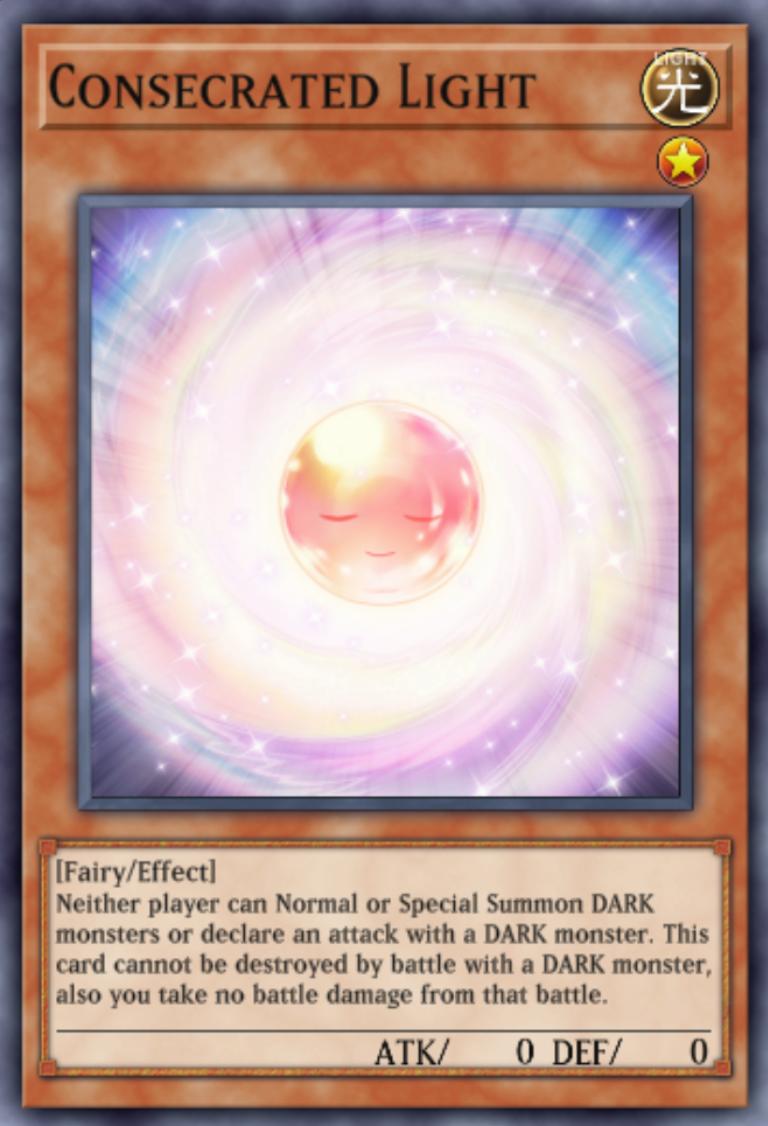 CONSECRATED LIGHT
LIGHT
光
[Fairy/Effect]
Neither player can Normal or Special Summon DARK
monsters or declare an attack with a DARK monster. This
card cannot be destroyed by battle with a DARK monster,
also you take no battle damage from that battle.
ATK/ 0 DEF/ 0